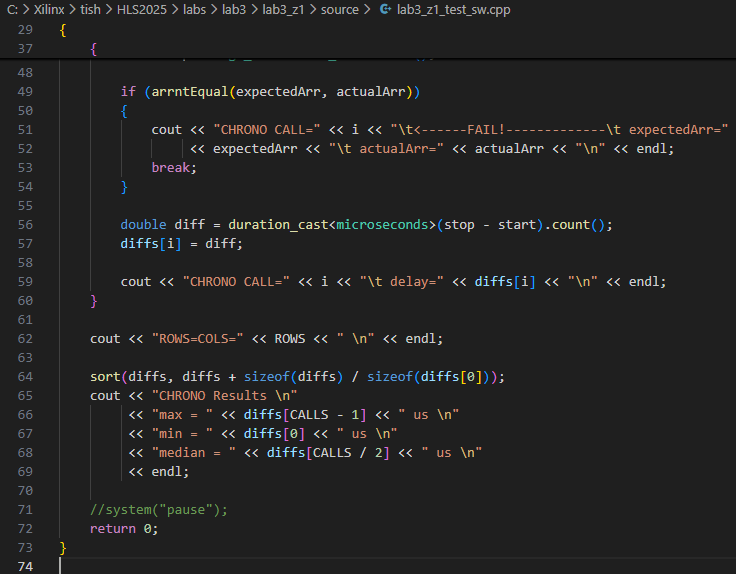 C: > Xilinx > tish > HLS2025 > labs > lab3 > lab3_z1 > source > lab3_z1_test_sw.cpp
29 {
37 {
48
49 if (arrntEqual(expectedArr, actualArr))
50 {
51 cout << "CHRONO CALL=" << i << "\t<------FAIL!-------------\t expectedArr="
52 << expectedArr << "\t actualArr=" << actualArr << "\n" << endl;
53 break;
54 }
55
56 double diff = duration_cast<microseconds>(stop - start).count();
57 diffs[i] = diff;
58
59 cout << "CHRONO CALL=" << i << "\t delay=" << diffs[i] << "\n" << endl;
60 }
61
62 cout << "ROWS=COLS=" << ROWS << " \n" << endl;
63
64 sort(diffs, diffs + sizeof(diffs) / sizeof(diffs[0]));
65 cout << "CHRONO Results \n"
66 << "max = " << diffs[CALLS - 1] << " us \n"
67 << "min = " << diffs[0] << " us \n"
68 << "median = " << diffs[CALLS / 2] << " us \n"
69 << endl;
70
71 //system("pause");
72 return 0;
73 }
74